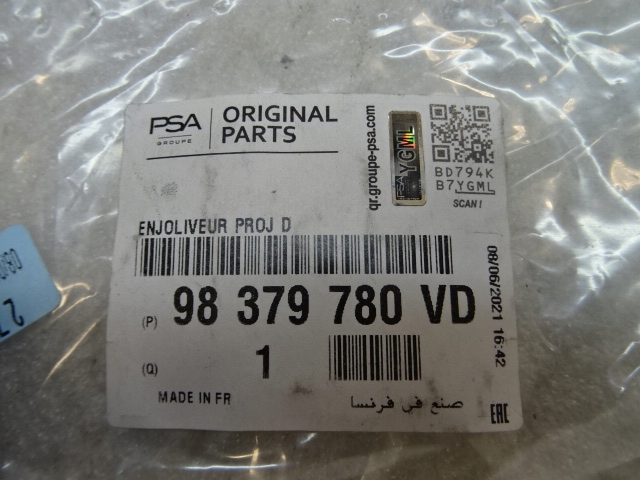 PSA
GROUPE
ORIGINAL
PARTS
qr.groupe-psa.com
YGML
BD794K
B7YGML
SCAN!
ENJOLIVEUR PROJ D
(P) 98 379 780 VD
(Q) 1
08/06/2021 16:42
MADE IN FR
صنع في فرنسا
EAC